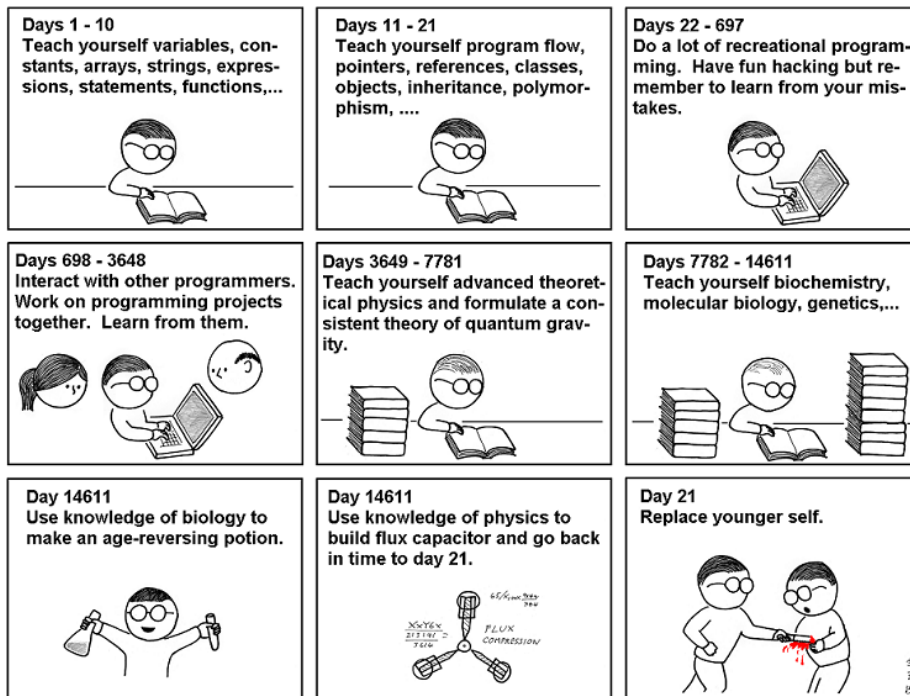 Days 1 - 10
Teach yourself variables, con-
stants, arrays, strings, expres-
sions, statements, functions,...
Days 11 - 21
Teach yourself program flow,
pointers, references, classes,
objects, inheritance, polymor-
phism, ....
Days 22 - 697
Do a lot of recreational program-
ming. Have fun hacking but re-
member to learn from your mis-
takes.
Days 698 - 3648
Interact with other programmers.
Work on programming projects
together. Learn from them.
Days 3649 - 7781
Teach yourself advanced theoret-
ical physics and formulate a con-
sistent theory of quantum grav-
ity.
Days 7782 - 14611
Teach yourself biochemistry,
molecular biology, genetics,...
Day 14611
Use knowledge of biology to
make an age-reversing potion.
Day 14611
Use knowledge of physics to
build flux capacitor and go back
in time to day 21.
FLUX
COMPRESSION
Day 21
Replace younger self.